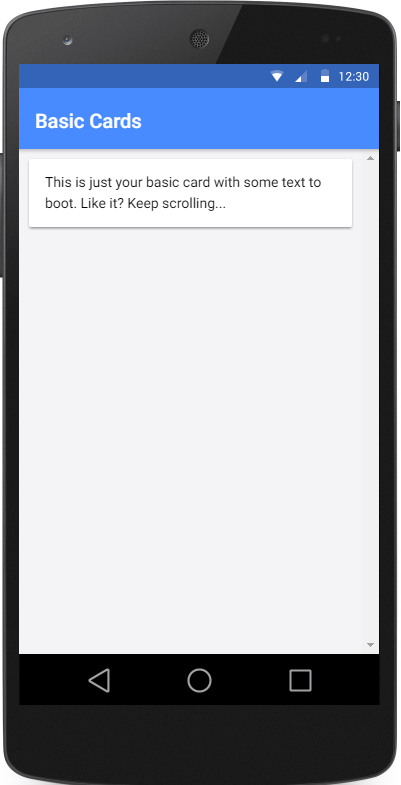 12:30
Basic Cards
This is just your basic card with some text to
boot. Like it? Keep scrolling...